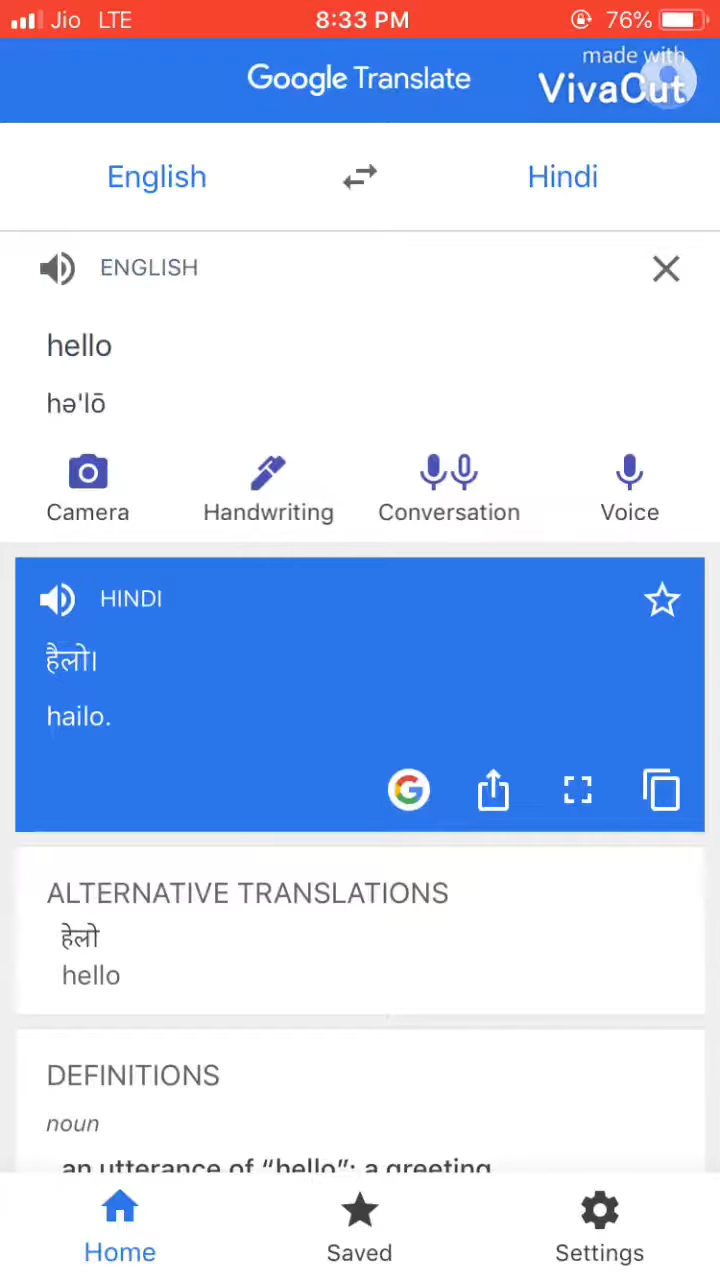 Jio LTE 8:33 PM 76%
made with
Google Translate VivaCut
English Hindi
ENGLISH
hello
hə'lō
Camera Handwriting Conversation Voice
HINDI
हैलो।
hailo.
ALTERNATIVE TRANSLATIONS
हेलो
hello
DEFINITIONS
noun
an utterance of “hello”; a greeting
Home Saved Settings